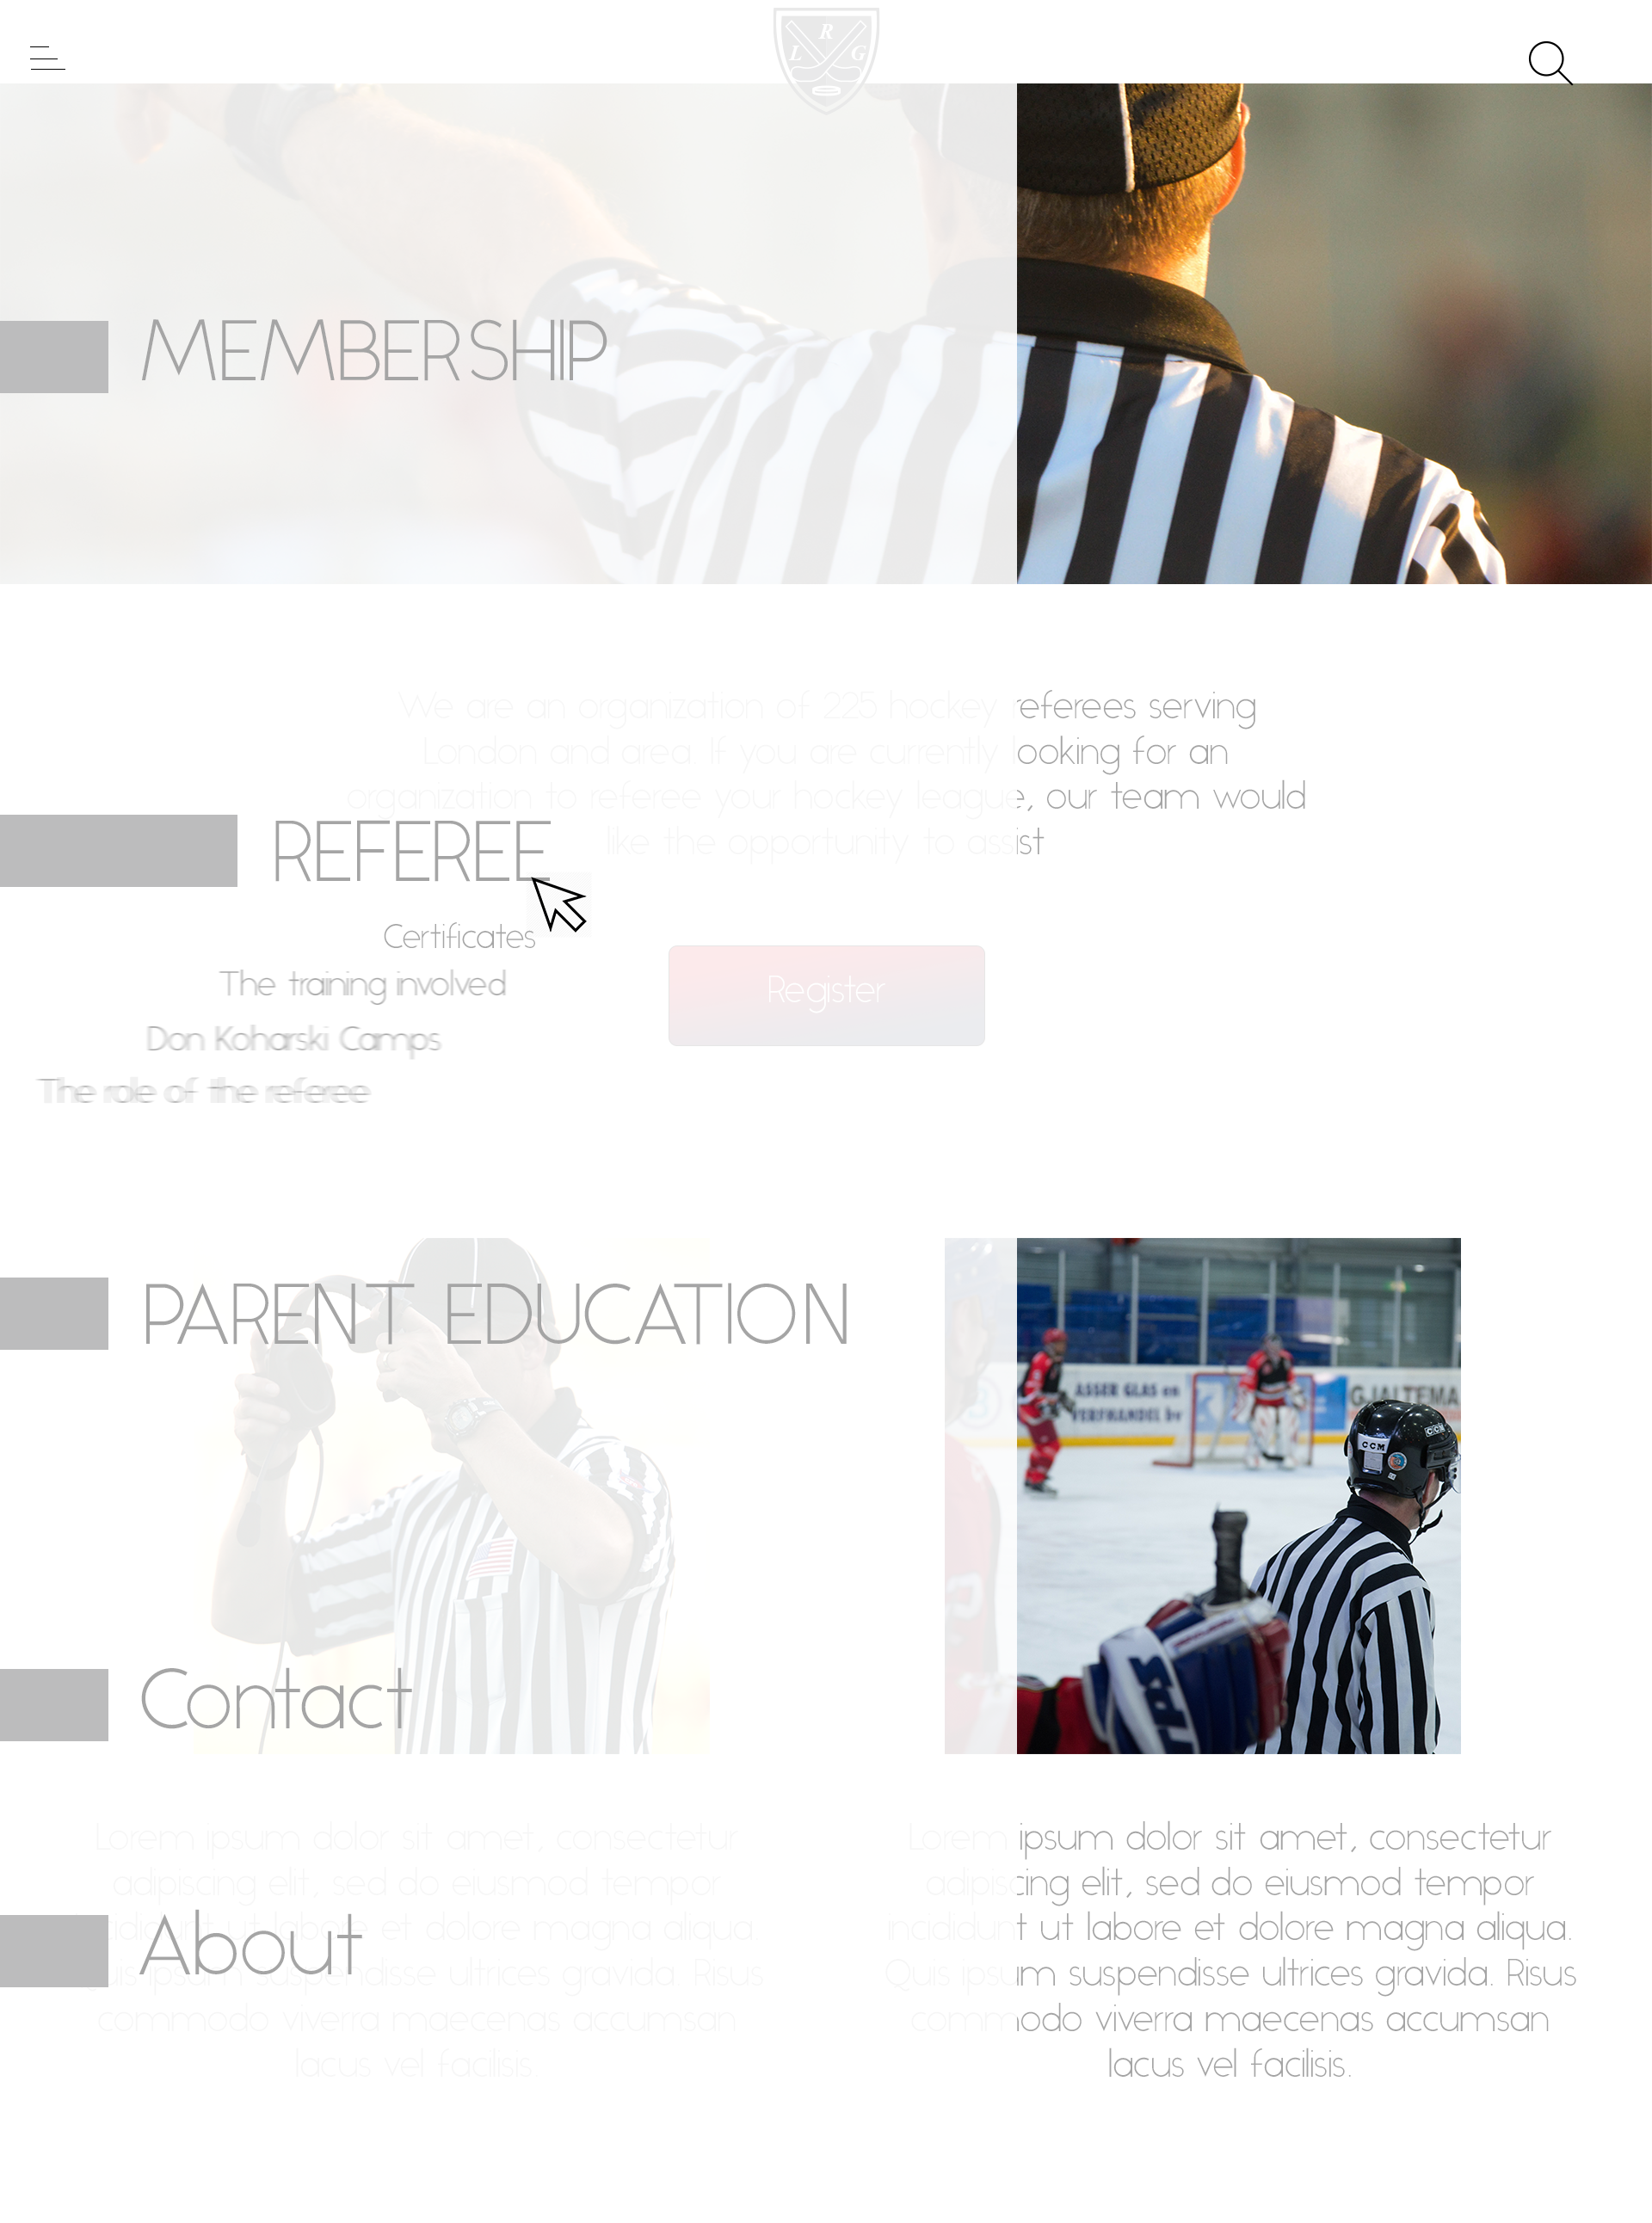 R
L G
MEMBERSHIP
We are an organization of 225 hockey referees serving
London and area. If you are currently looking for an
organization to referee your hockey league, our team would
like the opportunity to assist
REFEREE
Certificates
The training involved
Don Koharski Camps
The role of the referee
Register
PARENT EDUCATION
ASSER GLAS en
VERFHANDEL bv
GJALTEMA
CCM
CCM
TPS
Contact
Lorem ipsum dolor sit amet, consectetur
adipiscing elit, sed do eiusmod tempor
incididunt ut labore et dolore magna aliqua.
Quis ipsum suspendisse ultrices gravida. Risus
commodo viverra maecenas accumsan
lacus vel facilisis.
About
Lorem ipsum dolor sit amet, consectetur
adipiscing elit, sed do eiusmod tempor
incididunt ut labore et dolore magna aliqua.
Quis ipsum suspendisse ultrices gravida. Risus
commodo viverra maecenas accumsan
lacus vel facilisis.